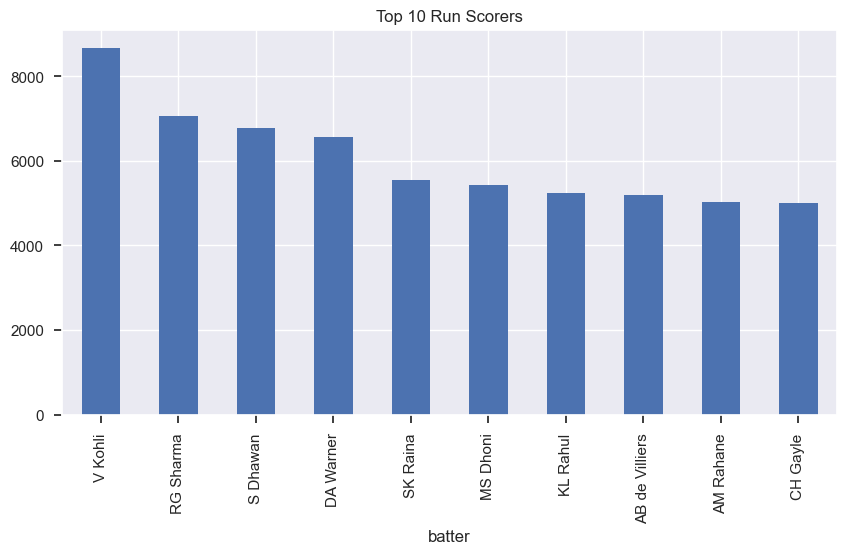 Top 10 Run Scorers
8000
6000
4000
2000
0
V Kohli
RG Sharma
S Dhawan
DA Warner
SK Raina
MS Dhoni
KL Rahul
AB de Villiers
AM Rahane
CH Gayle
batter